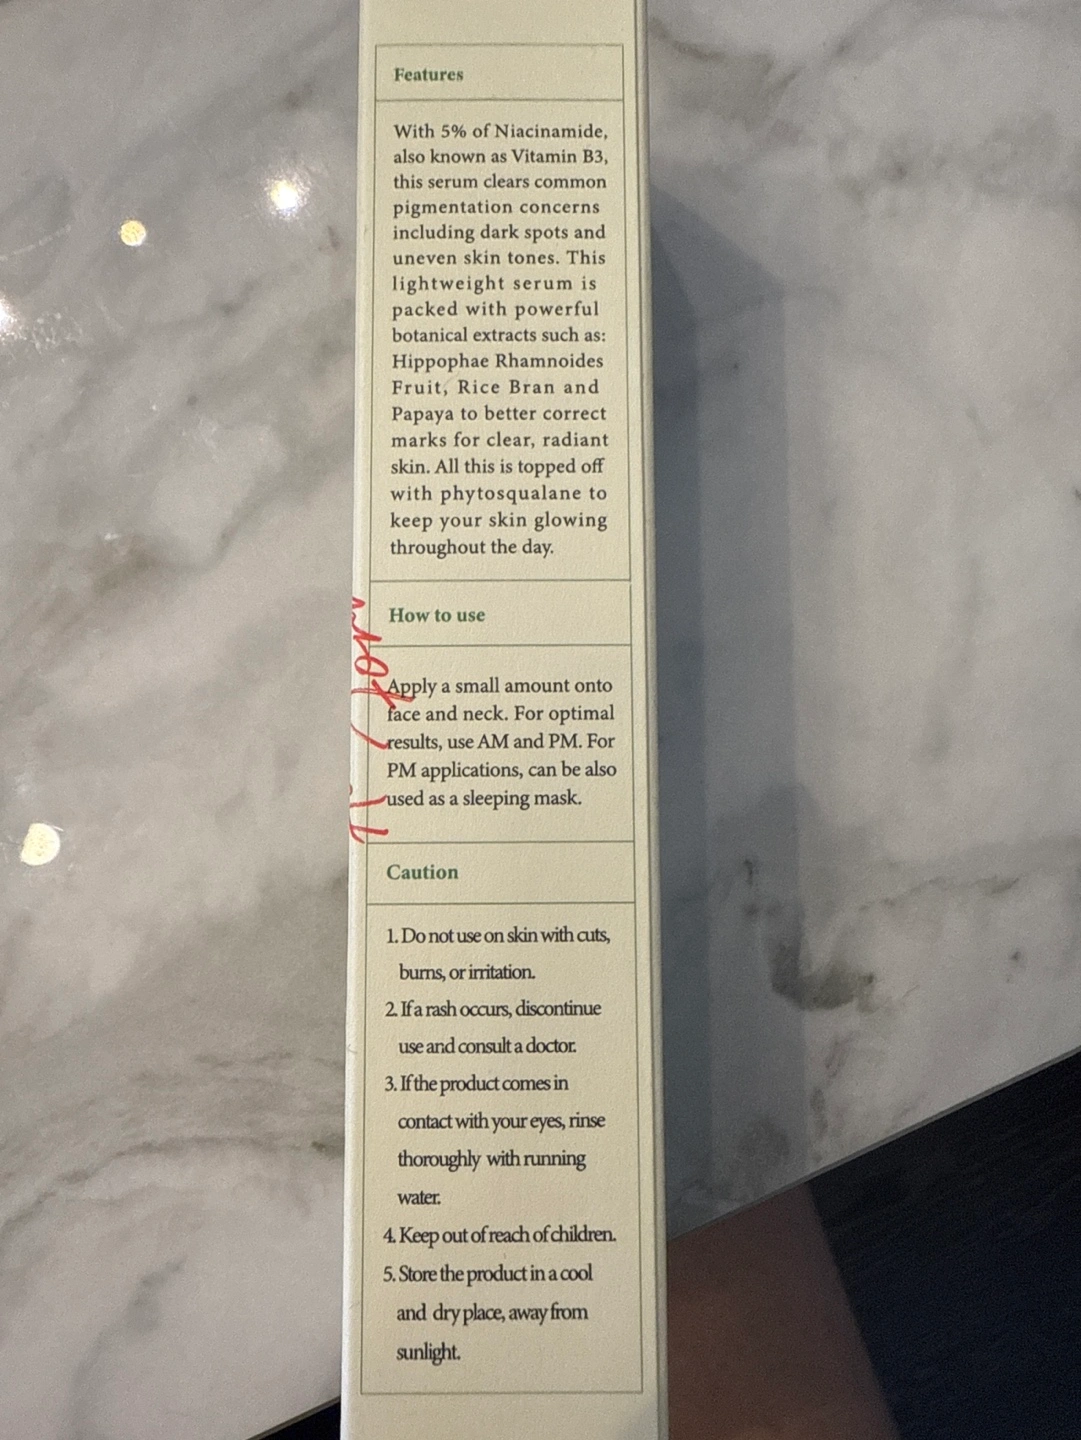 Features
With 5% of Niacinamide,
also known as Vitamin B3,
this serum clears common
pigmentation concerns
including dark spots and
uneven skin tones. This
lightweight serum is
packed with powerful
botanical extracts such as:
Hippophae Rhamnoides
Fruit, Rice Bran and
Papaya to better correct
marks for clear, radiant
skin. All this is topped off
with phytosqualane to
keep your skin glowing
throughout the day.
How to use
Apply a small amount onto
face and neck. For optimal
results, use AM and PM. For
PM applications, can be also
used as a sleeping mask.
Caution
1. Do not use on skin with cuts,
burns, or irritation.
2. If a rash occurs, discontinue
use and consult a doctor.
3. If the product comes in
contact with your eyes, rinse
thoroughly with running
water.
4. Keep out of reach of children.
5. Store the product in a cool
and dry place, away from
sunlight.